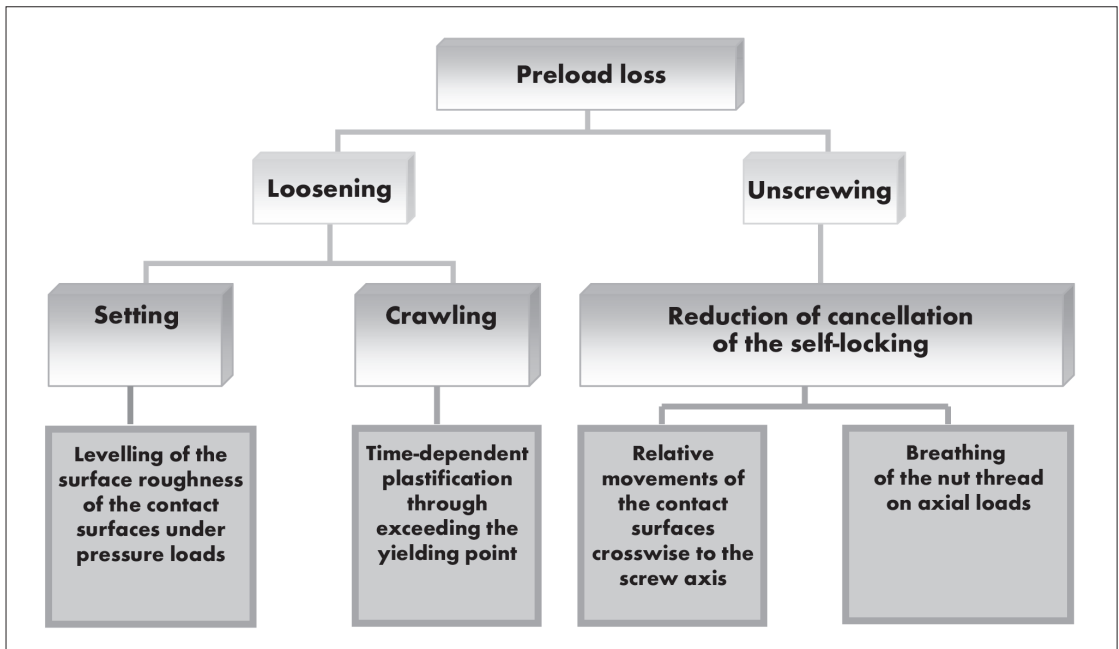 Preload loss
Loosening
Unscrewing
Setting
Crawling
Reduction of cancellation
of the self-locking
Levelling of the
surface roughness
of the contact
surfaces under
pressure loads
Time-dependent
plastification
through
exceeding the
yielding point
Relative
movements of
the contact
surfaces
crosswise to the
screw axis
Breathing
of the nut thread
on axial loads